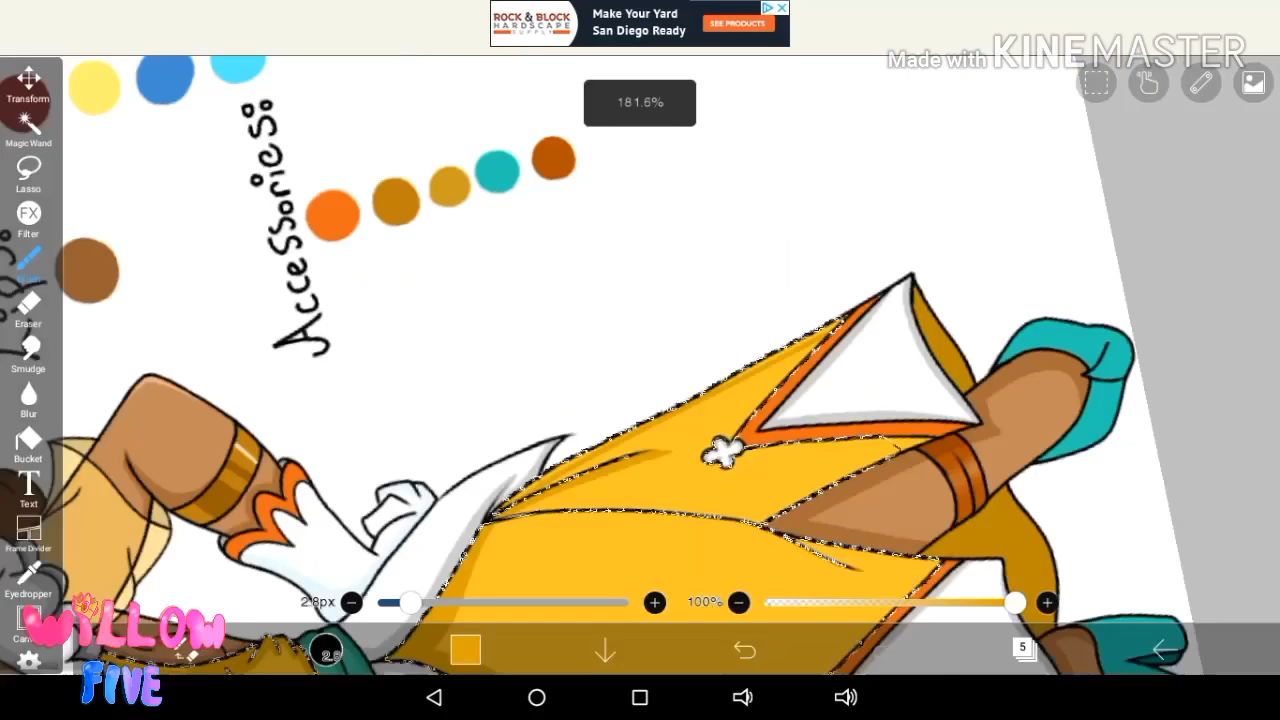 ROCK & BLOCK
HARDSCAPE
SUPPLY
Make Your Yard
San Diego Ready
SEE PRODUCTS
Made with KINEMASTER
181.6%
Transform
Magic Wand
Lasso
FX
Filter
Eraser
Smudge
Blur
Bucket
T
Text
Frame Divider
Eyedropper
Accessories:
2.8px
100%
5
WILLOW
FIVE